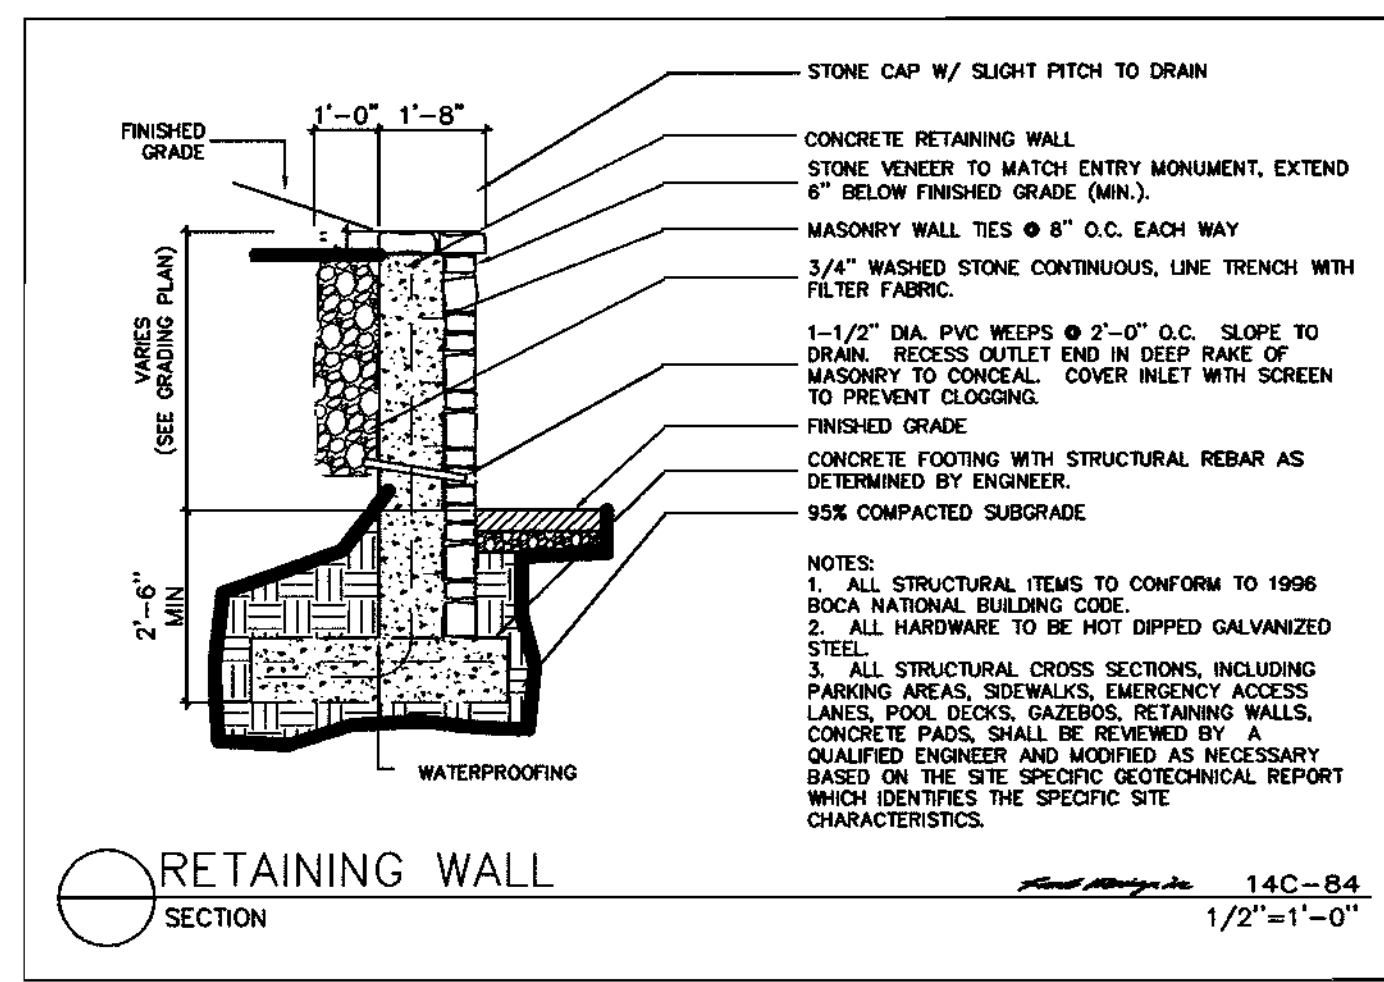 STONE CAP W/ SLIGHT PITCH TO DRAIN
1'-0" 1'-8"
FINISHED
GRADE
CONCRETE RETAINING WALL
STONE VENEER TO MATCH ENTRY MONUMENT, EXTEND
6" BELOW FINISHED GRADE (MIN.).
MASONRY WALL TIES @ 8" O.C. EACH WAY
3/4" WASHED STONE CONTINUOUS, LINE TRENCH WITH
FILTER FABRIC.
VARIES
(SEE GRADING PLAN)
1-1/2" DIA. PVC WEEPS @ 2'-0" O.C. SLOPE TO
DRAIN. RECESS OUTLET END IN DEEP RAKE OF
MASONRY TO CONCEAL. COVER INLET WITH SCREEN
TO PREVENT CLOGGING.
FINISHED GRADE
CONCRETE FOOTING WITH STRUCTURAL REBAR AS
DETERMINED BY ENGINEER.
95% COMPACTED SUBGRADE
2'-6"
MIN
NOTES:
1. ALL STRUCTURAL ITEMS TO CONFORM TO 1996
BOCA NATIONAL BUILDING CODE.
2. ALL HARDWARE TO BE HOT DIPPED GALVANIZED
STEEL.
3. ALL STRUCTURAL CROSS SECTIONS, INCLUDING
PARKING AREAS, SIDEWALKS, EMERGENCY ACCESS
LANES, POOL DECKS, GAZEBOS, RETAINING WALLS,
CONCRETE PADS, SHALL BE REVIEWED BY A
QUALIFIED ENGINEER AND MODIFIED AS NECESSARY
BASED ON THE SITE SPECIFIC GEOTECHNICAL REPORT
WHICH IDENTIFIES THE SPECIFIC SITE
CHARACTERISTICS.
WATERPROOFING
RETAINING WALL
SECTION
14C-84
1/2"=1'-0"